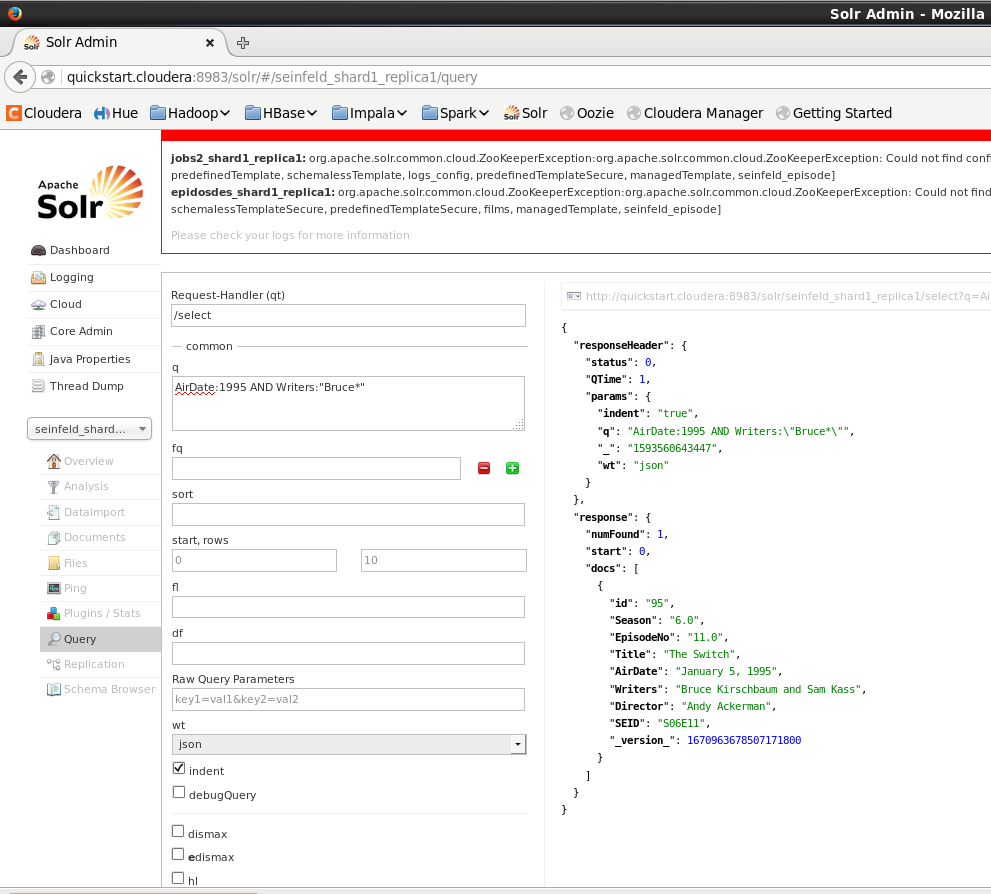 Solr Admin - Mozilla
Solr Solr Admin
quickstart.cloudera:8983/solr/#/seinfeld_shard1_replica1/query
C Cloudera Hue Hadoop HBase Impala Spark Solr Solr Oozie Cloudera Manager Getting Started
Apache
Solr
jobs2_shard1_replica1: org.apache.solr.common.cloud.ZooKeeperException:org.apache.solr.common.cloud.ZooKeeperException: Could not find conf
predefinedTemplate, schemalessTemplate, logs_config, predefinedTemplateSecure, managedTemplate, seinfeld_episode]
epidosdes_shard1_replica1: org.apache.solr.common.cloud.ZooKeeperException:org.apache.solr.common.cloud.ZooKeeperException: Could not find
schemalessTemplateSecure, predefinedTemplateSecure, films, managedTemplate, seinfeld_episode]
Please check your logs for more information
Dashboard
Logging
Cloud
Core Admin
Java Properties
Thread Dump
seinfeld_shard...
Overview
Analysis
Dataimport
Documents
Files
Ping
Plugins / Stats
Query
Replication
Schema Browser
Request-Handler (qt)
/select
common
q
AirDate:1995 AND Writers:"Bruce*"
fq
sort
start, rows
0 10
fl
df
Raw Query Parameters
key1=val1&key2=val2
wt
json
indent
debugQuery
dismax
edismax
hl
http://quickstart.cloudera:8983/solr/seinfeld_shard1_replica1/select?q=Ai
{
"responseHeader": {
"status": 0,
"QTime": 1,
"params": {
"indent": "true",
"q": "AirDate:1995 AND Writers:\"Bruce*\"",
"_": "1593560643447",
"wt": "json"
}
},
"response": {
"numFound": 1,
"start": 0,
"docs": [
{
"id": "95",
"Season": "6.0",
"EpisodeNo": "11.0",
"Title": "The Switch",
"AirDate": "January 5, 1995",
"Writers": "Bruce Kirschbaum and Sam Kass",
"Director": "Andy Ackerman",
"SEID": "S06E11",
"_version_": 1670963678507171800
}
]
}
}